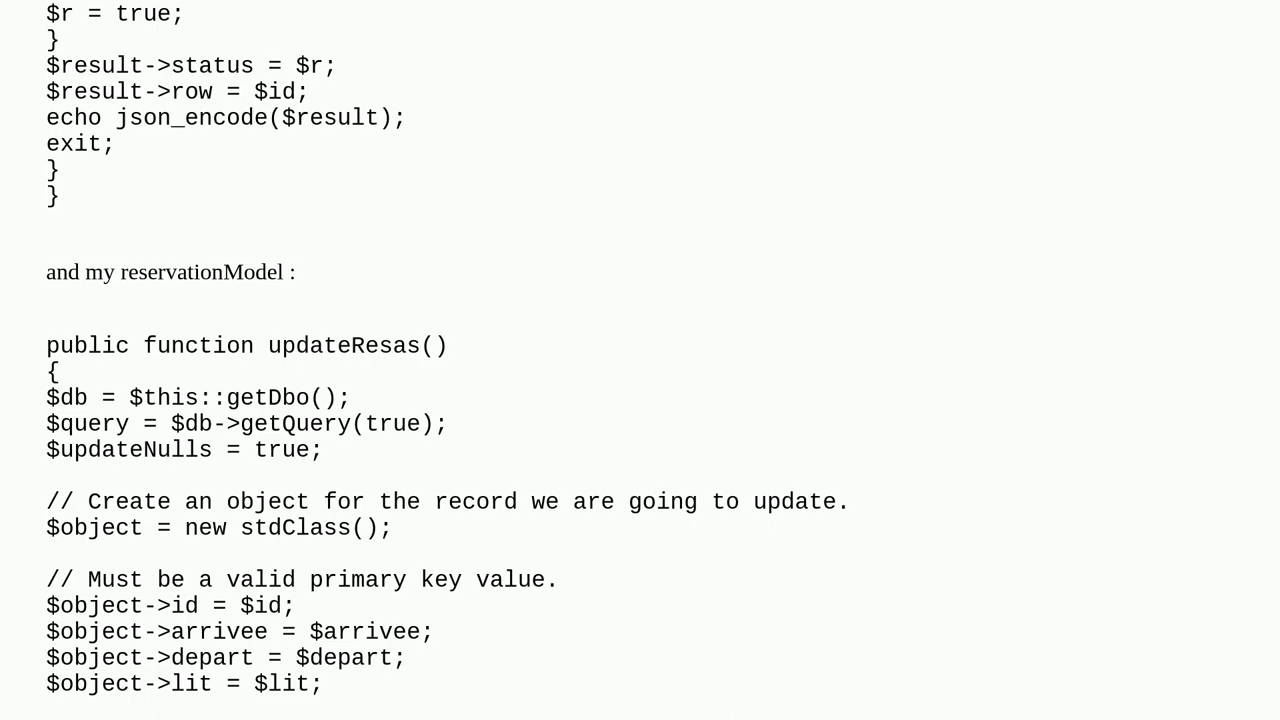 $r = true;
}
$result->status = $r;
$result->row = $id;
echo json_encode($result);
exit;
}
}
and my reservationModel :
public function updateResas()
{
$db = $this::getDbo();
$query = $db->getQuery(true);
$updateNulls = true;
// Create an object for the record we are going to update.
$object = new stdClass();
// Must be a valid primary key value.
$object->id = $id;
$object->arrivee = $arrivee;
$object->depart = $depart;
$object->lit = $lit;